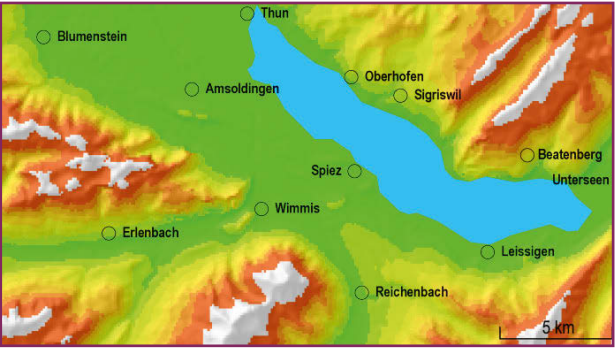 Thun
Blumenstein
Oberhofen
Amsoldingen
Sigriswil
Beatenberg
Spiez
Unterseen
Wimmis
Erlenbach
Leissigen
Reichenbach
5 km